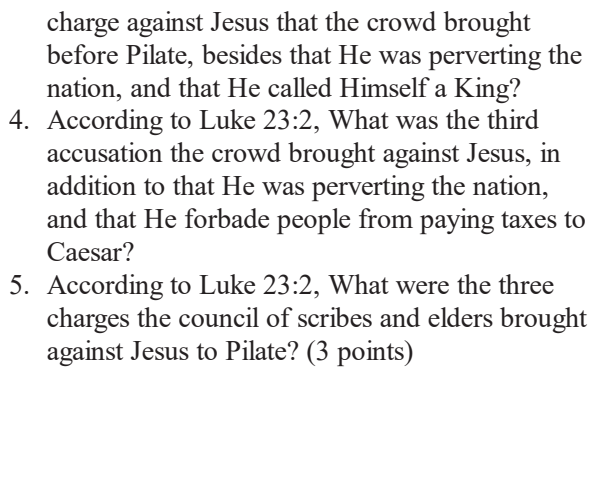 charge against Jesus that the crowd brought
before Pilate, besides that He was perverting the
nation, and that He called Himself a King?
4. According to Luke 23:2, What was the third
accusation the crowd brought against Jesus, in
addition to that He was perverting the nation,
and that He forbade people from paying taxes to
Caesar?
5. According to Luke 23:2, What were the three
charges the council of scribes and elders brought
against Jesus to Pilate? (3 points)